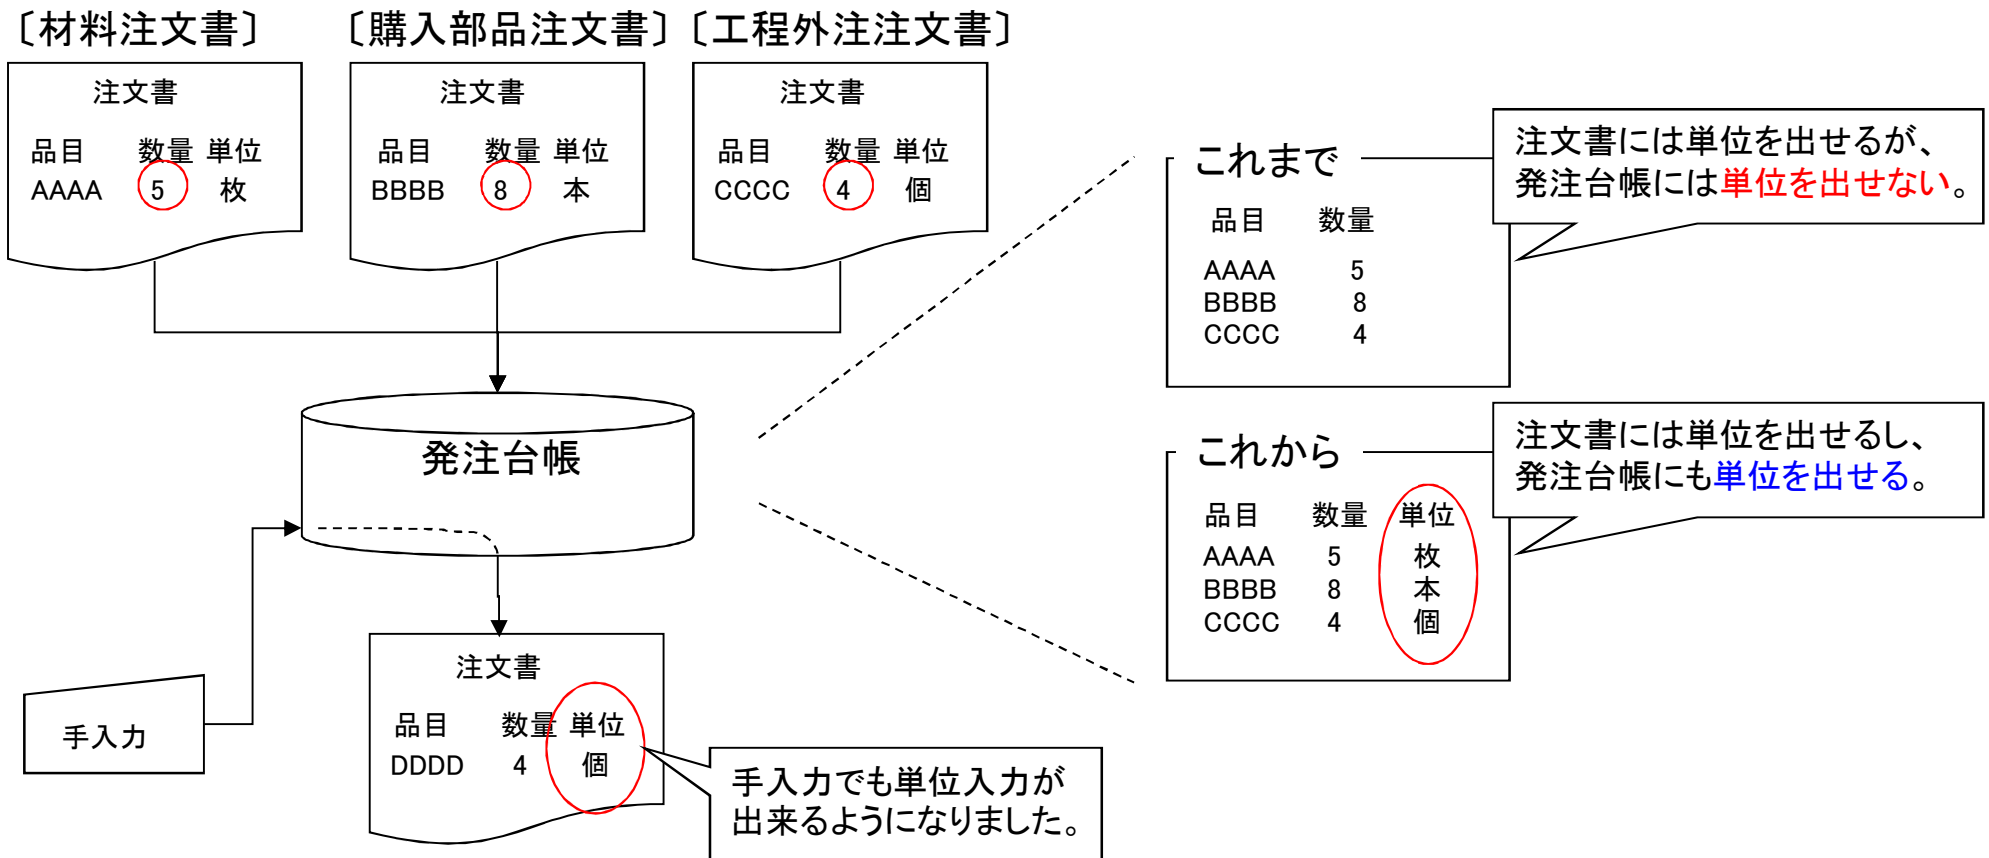 〔材料注文書〕
注文書
品目 数量 単位
AAAA 5 枚
〔購入部品注文書〕
注文書
品目 数量 単位
BBBB 8 本
〔工程外注注文書〕
注文書
品目 数量 単位
CCCC 4 個
発注台帳
手入力
注文書
品目 数量 単位
DDDD 4 個
手入力でも単位入力が
出来るようになりました。
これまで
品目 数量
AAAA 5
BBBB 8
CCCC 4
注文書には単位を出せるが、
発注台帳には単位を出せない。
これから
品目 数量 単位
AAAA 5 枚
BBBB 8 本
CCCC 4 個
注文書には単位を出せるし、
発注台帳にも単位を出せる。